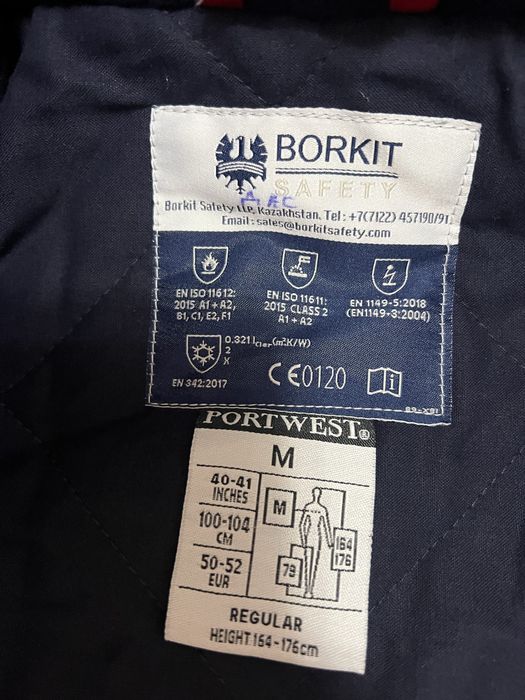 BORKIT
SAFETY
ДАС
Borkit Safety LLP, Kazakhstan. Tel: +7(7122) 457190/91
Email: sales@borkitsafety.com
EN ISO 11612: 2015 A1+A2, B1, C1, E2, F1
EN ISO 11611: 2015 CLASS 2 A1+A2
EN 1149-5:2018 (EN1149-3:2004)
0.321 Icler (m²K/W)
2
X
EN 342:2017
CE0120
i
PORTWEST®
M
40-41
INCHES
100-104
CM
50-52
EUR
M
164
176
79
REGULAR
HEIGHT 164-176cm